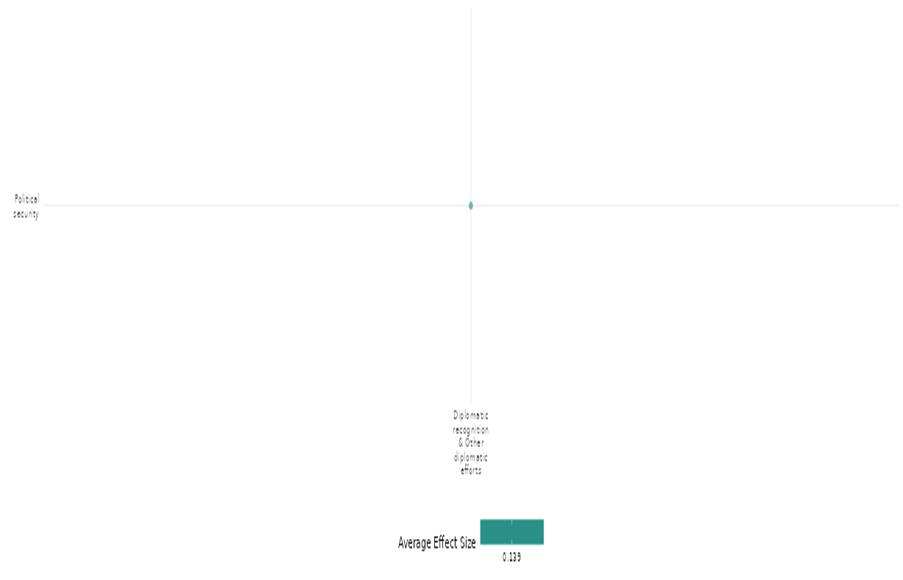 Political
security
Diplomatic
recognition
& Other
diplomatic
efforts
Average Effect Size
0.139